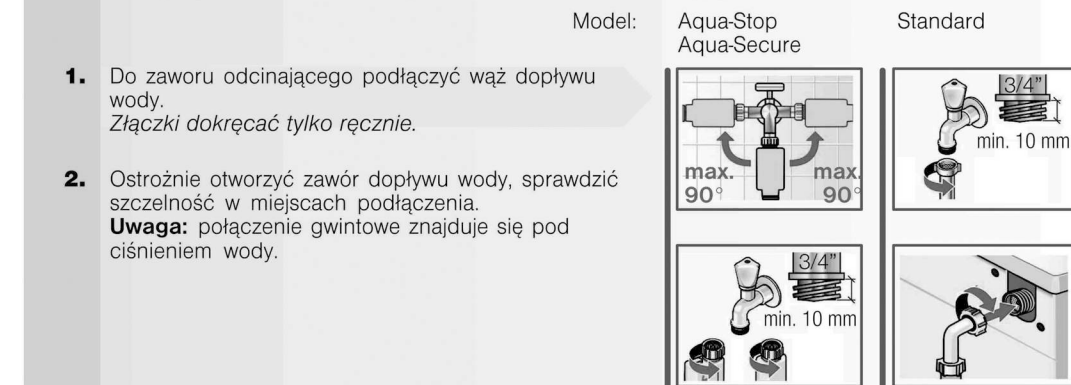 Model:
Aqua-Stop
Aqua-Secure
Standard
1. Do zaworu odcinającego podłączyć wąż dopływu
wody.
Złączki dokręcać tylko ręcznie.
2. Ostrożnie otworzyć zawór dopływu wody, sprawdzić
szczelność w miejscach podłączenia.
Uwaga: połączenie gwintowe znajduje się pod
ciśnieniem wody.
max.
90°
max.
90°
3/4"
min. 10 mm
3/4"
min. 10 mm